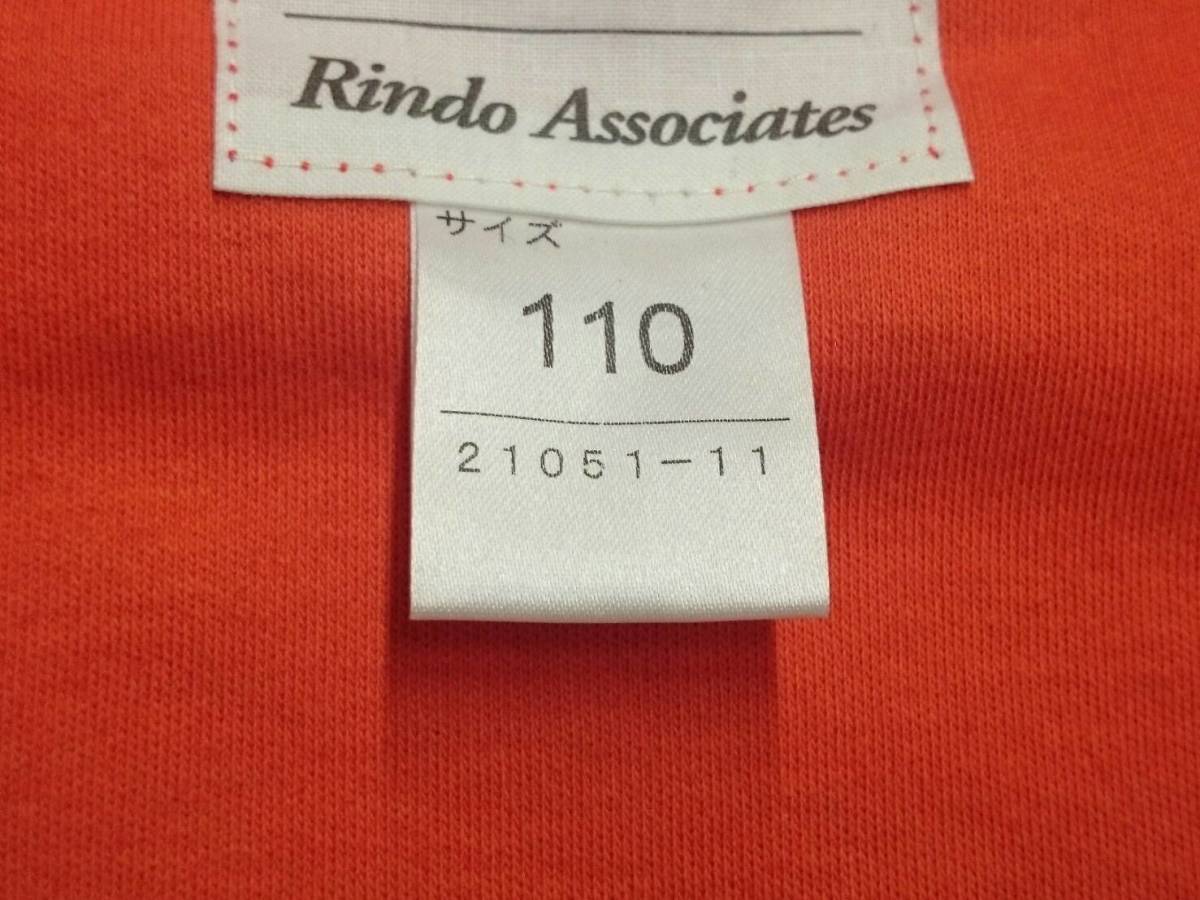 Rindo Associates
サイズ
110
21051-11